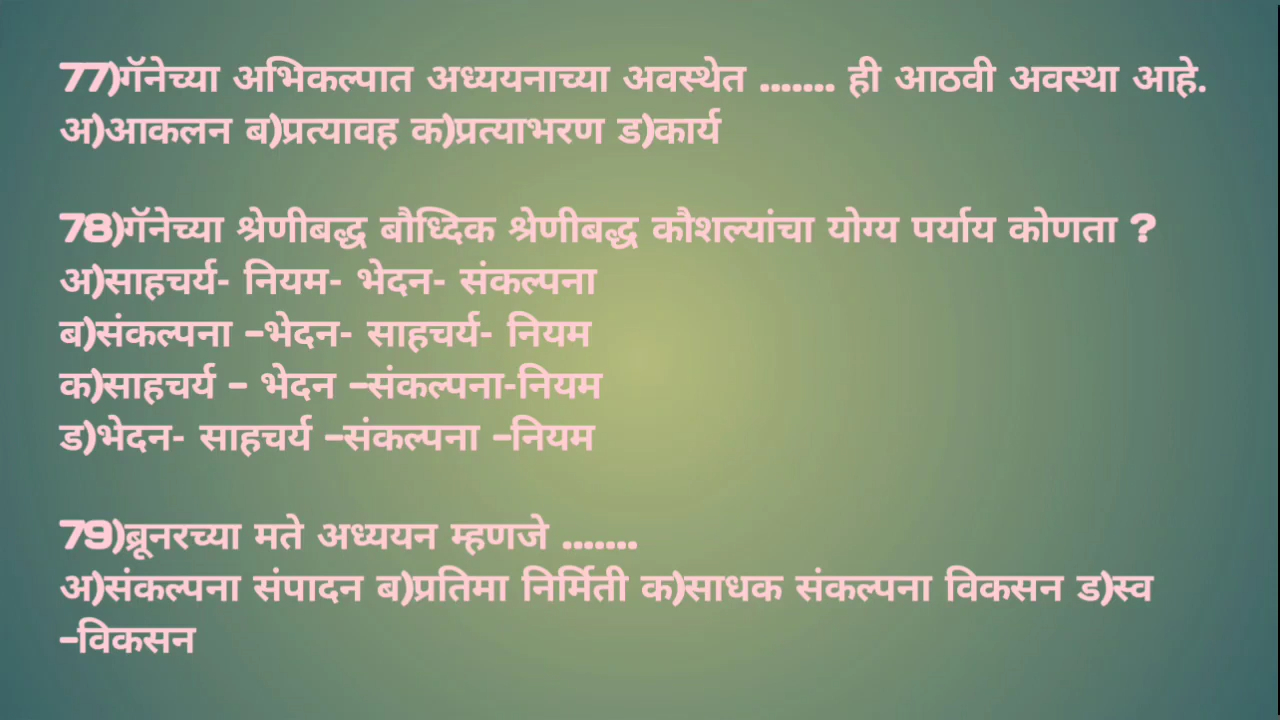 77)गॅनेच्या अभिकल्पात अध्ययनाच्या अवस्थेत ....... ही आठवी अवस्था आहे.
अ)आकलन ब)प्रत्यावह क)प्रत्याभरण ड)कार्य
78)गॅनेच्या श्रेणीबद्ध बौध्दिक श्रेणीबद्ध कौशल्यांचा योग्य पर्याय कोणता ?
अ)साहचर्य- नियम- भेदन- संकल्पना
ब)संकल्पना –भेदन- साहचर्य- नियम
क)साहचर्य – भेदन –संकल्पना-नियम
ड)भेदन- साहचर्य –संकल्पना –नियम
79)ब्रूनरच्या मते अध्ययन म्हणजे .......
अ)संकल्पना संपादन ब)प्रतिमा निर्मिती क)साधक संकल्पना विकसन ड)स्व
–विकसन